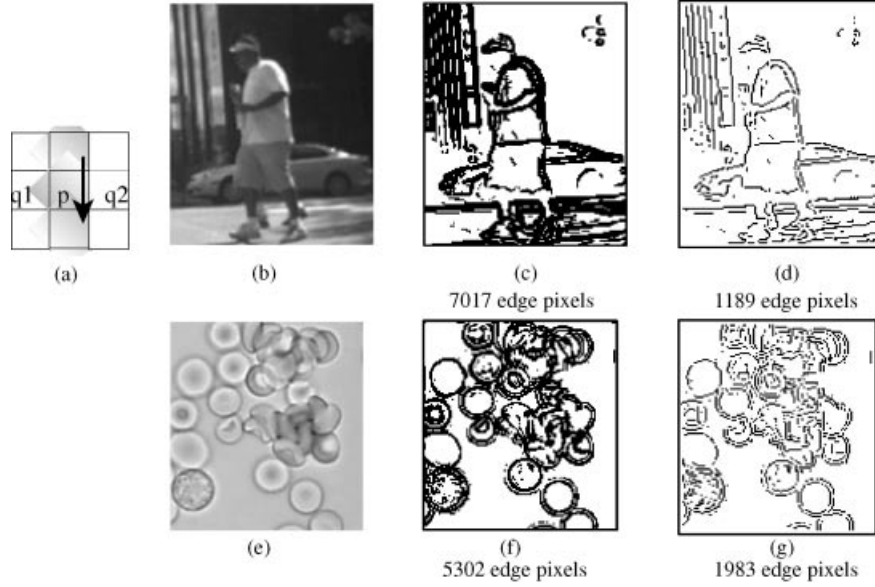 q1 p q2
(a)
(b)
(c)
(d)
7017 edge pixels
1189 edge pixels
(e)
(f)
(g)
5302 edge pixels
1983 edge pixels